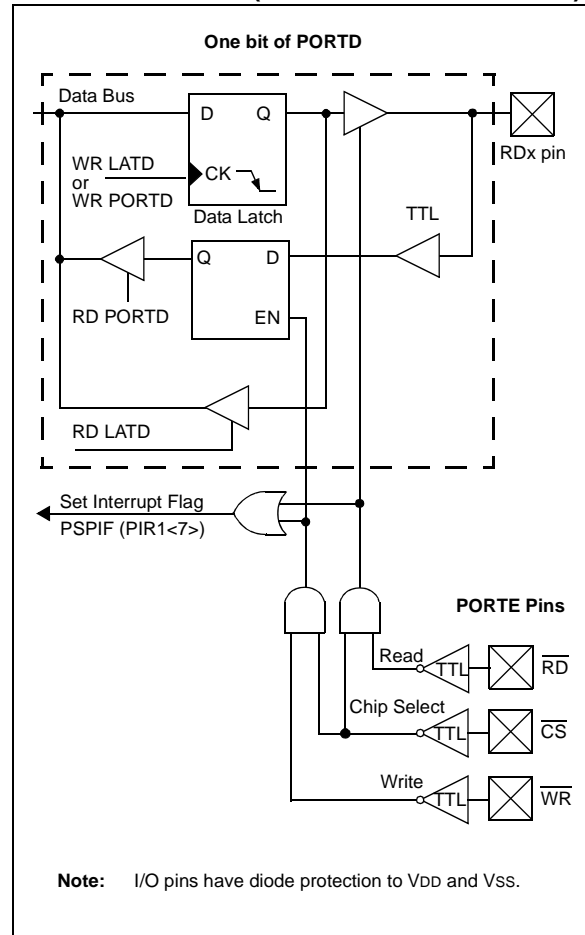 One bit of PORTD
Data Bus
D Q
RDx pin
WR LATD
or
WR PORTD
CK
Data Latch
TTL
Q D
EN
RD PORTD
RD LATD
Set Interrupt Flag
PSPIF (PIR1<7>)
PORTE Pins
Read
TTL
RD
Chip Select
TTL
CS
Write
TTL
WR
Note: I/O pins have diode protection to VDD and VSS.